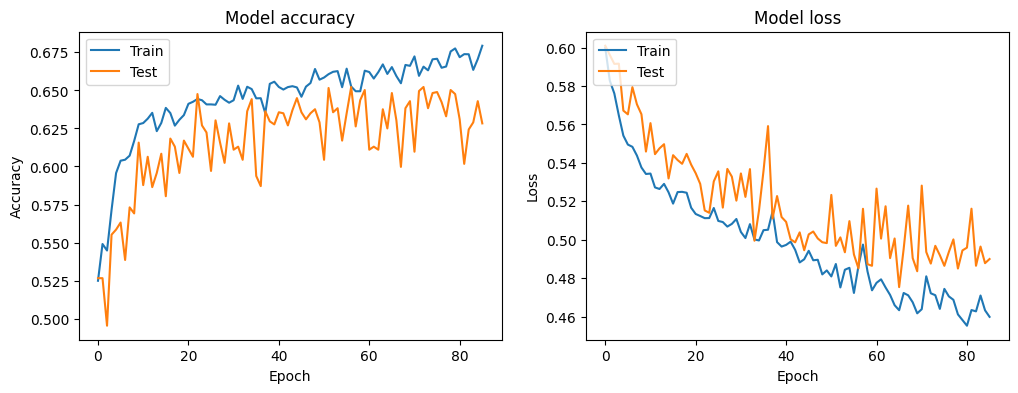 Model accuracy
Train
Test
0.675
0.650
0.625
0.600
0.575
0.550
0.525
0.500
Accuracy
0
20
40
60
80
Epoch
Model loss
Train
Test
0.60
0.58
0.56
0.54
0.52
0.50
0.48
0.46
Loss
0
20
40
60
80
Epoch